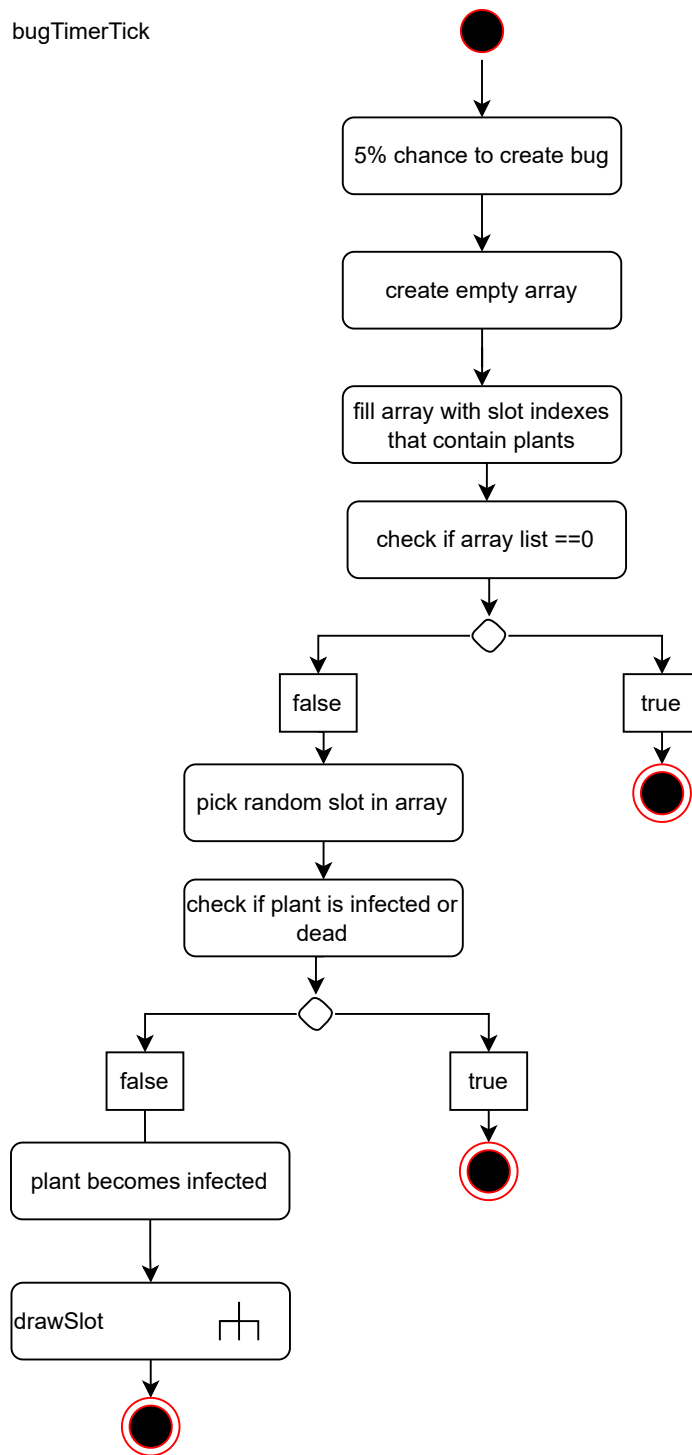 bugTimerTick
5% chance to create bug
create empty array
fill array with slot indexes
that contain plants
check if array list ==0
false
true
pick random slot in array
check if plant is infected or
dead
false
true
plant becomes infected
drawSlot